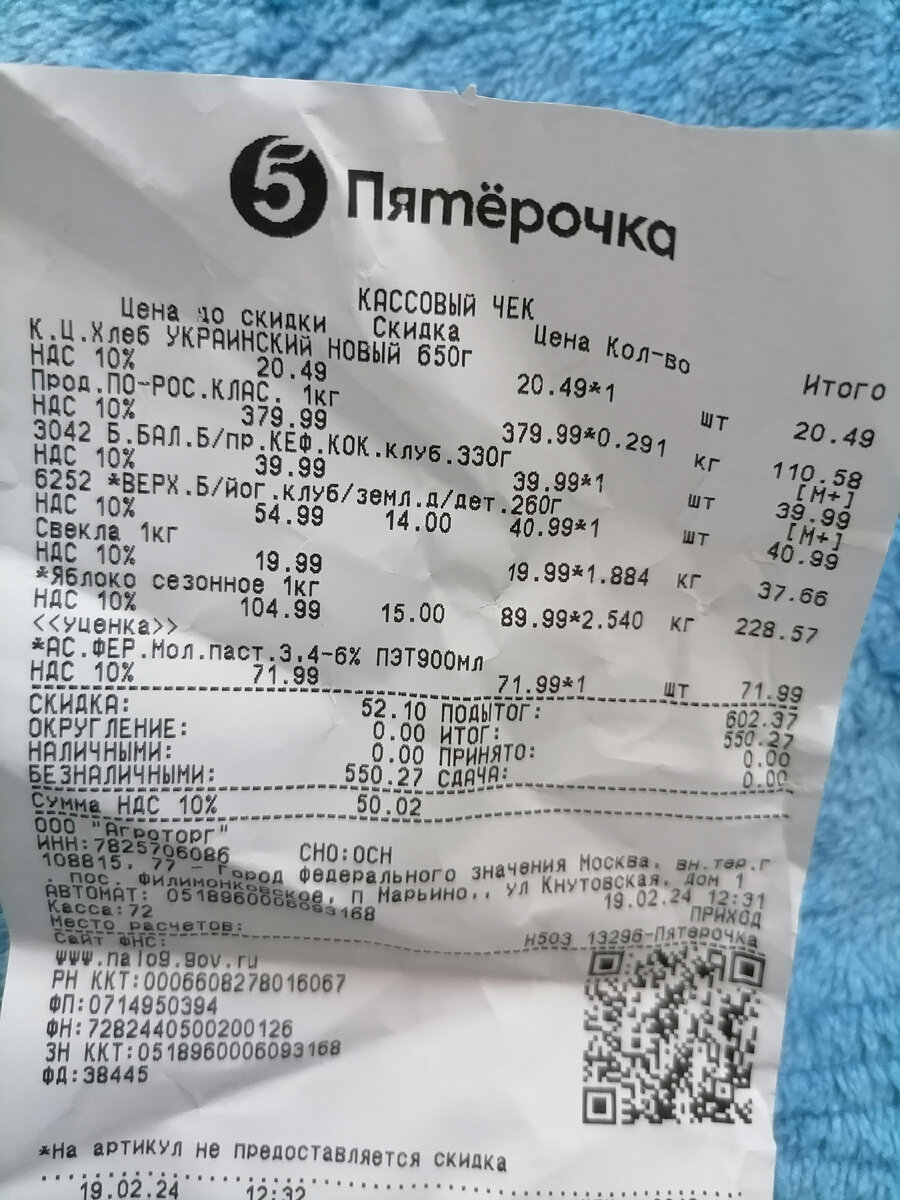 5 Пятёрочка
КАССОВЫЙ ЧЕК
Цена до скидки Скидка Цена Кол-во Итого
К.Ц.Хлеб УКРАИНСКИЙ НОВЫЙ 650г
НДС 10% 20.49 20.49*1 шт 20.49
Прод.ПО-РОС.КЛАС. 1кг
НДС 10% 379.99 379.99*0.291 кг 110.58
3042 Б.БАЛ.Б/пр.КЕФ.КОК.клуб.330г [М+]
НДС 10% 39.99 39.99*1 шт 39.99
6252 *ВЕРХ.Б/йог.клуб/земл.д/дет.260г [М+]
НДС 10% 54.99 14.00 40.99*1 шт 40.99
Свекла 1кг
НДС 10% 19.99 19.99*1.884 кг 37.66
*Яблоко сезонное 1кг
НДС 10% 104.99 15.00 89.99*2.540 кг 228.57
<<уценка>>
*АС.ФЕР.Мол.паст.3,4-6% ПЭТ900мл
НДС 10% 71.99 71.99*1 шт 71.99
СКИДКА: 52.10 ПОДЫТОГ: 602.37
ОКРУГЛЕНИЕ: 0.00 ИТОГ: 550.27
НАЛИЧНЫМИ: 0.00 ПРИНЯТО: 0.00
БЕЗНАЛИЧНЫМИ: 550.27 СДАЧА: 0.00
Сумма НДС 10% 50.02
ООО "Агроторг"
ИНН:7825706086 СНО:ОСН
108815, 77 - Город федерального значения Москва, вн.тер.г
. пос. Филимонковское, п Марьино,, ул Кнутовская, дом 1
АВТОМАТ: 0518960006093168 19.02.24 12:31
Касса:72 ПРИХОД
Место расчетов: H503 13296-Пятерочка
Сайт ФНС:
www.nalog.gov.ru
РН ККТ:0006608278016067
ФП:0714950394
ФН:7282440500200126
ЗН ККТ:0518960006093168
ФД:38445
*На артикул не предоставляется скидка
19.02.24 12:32